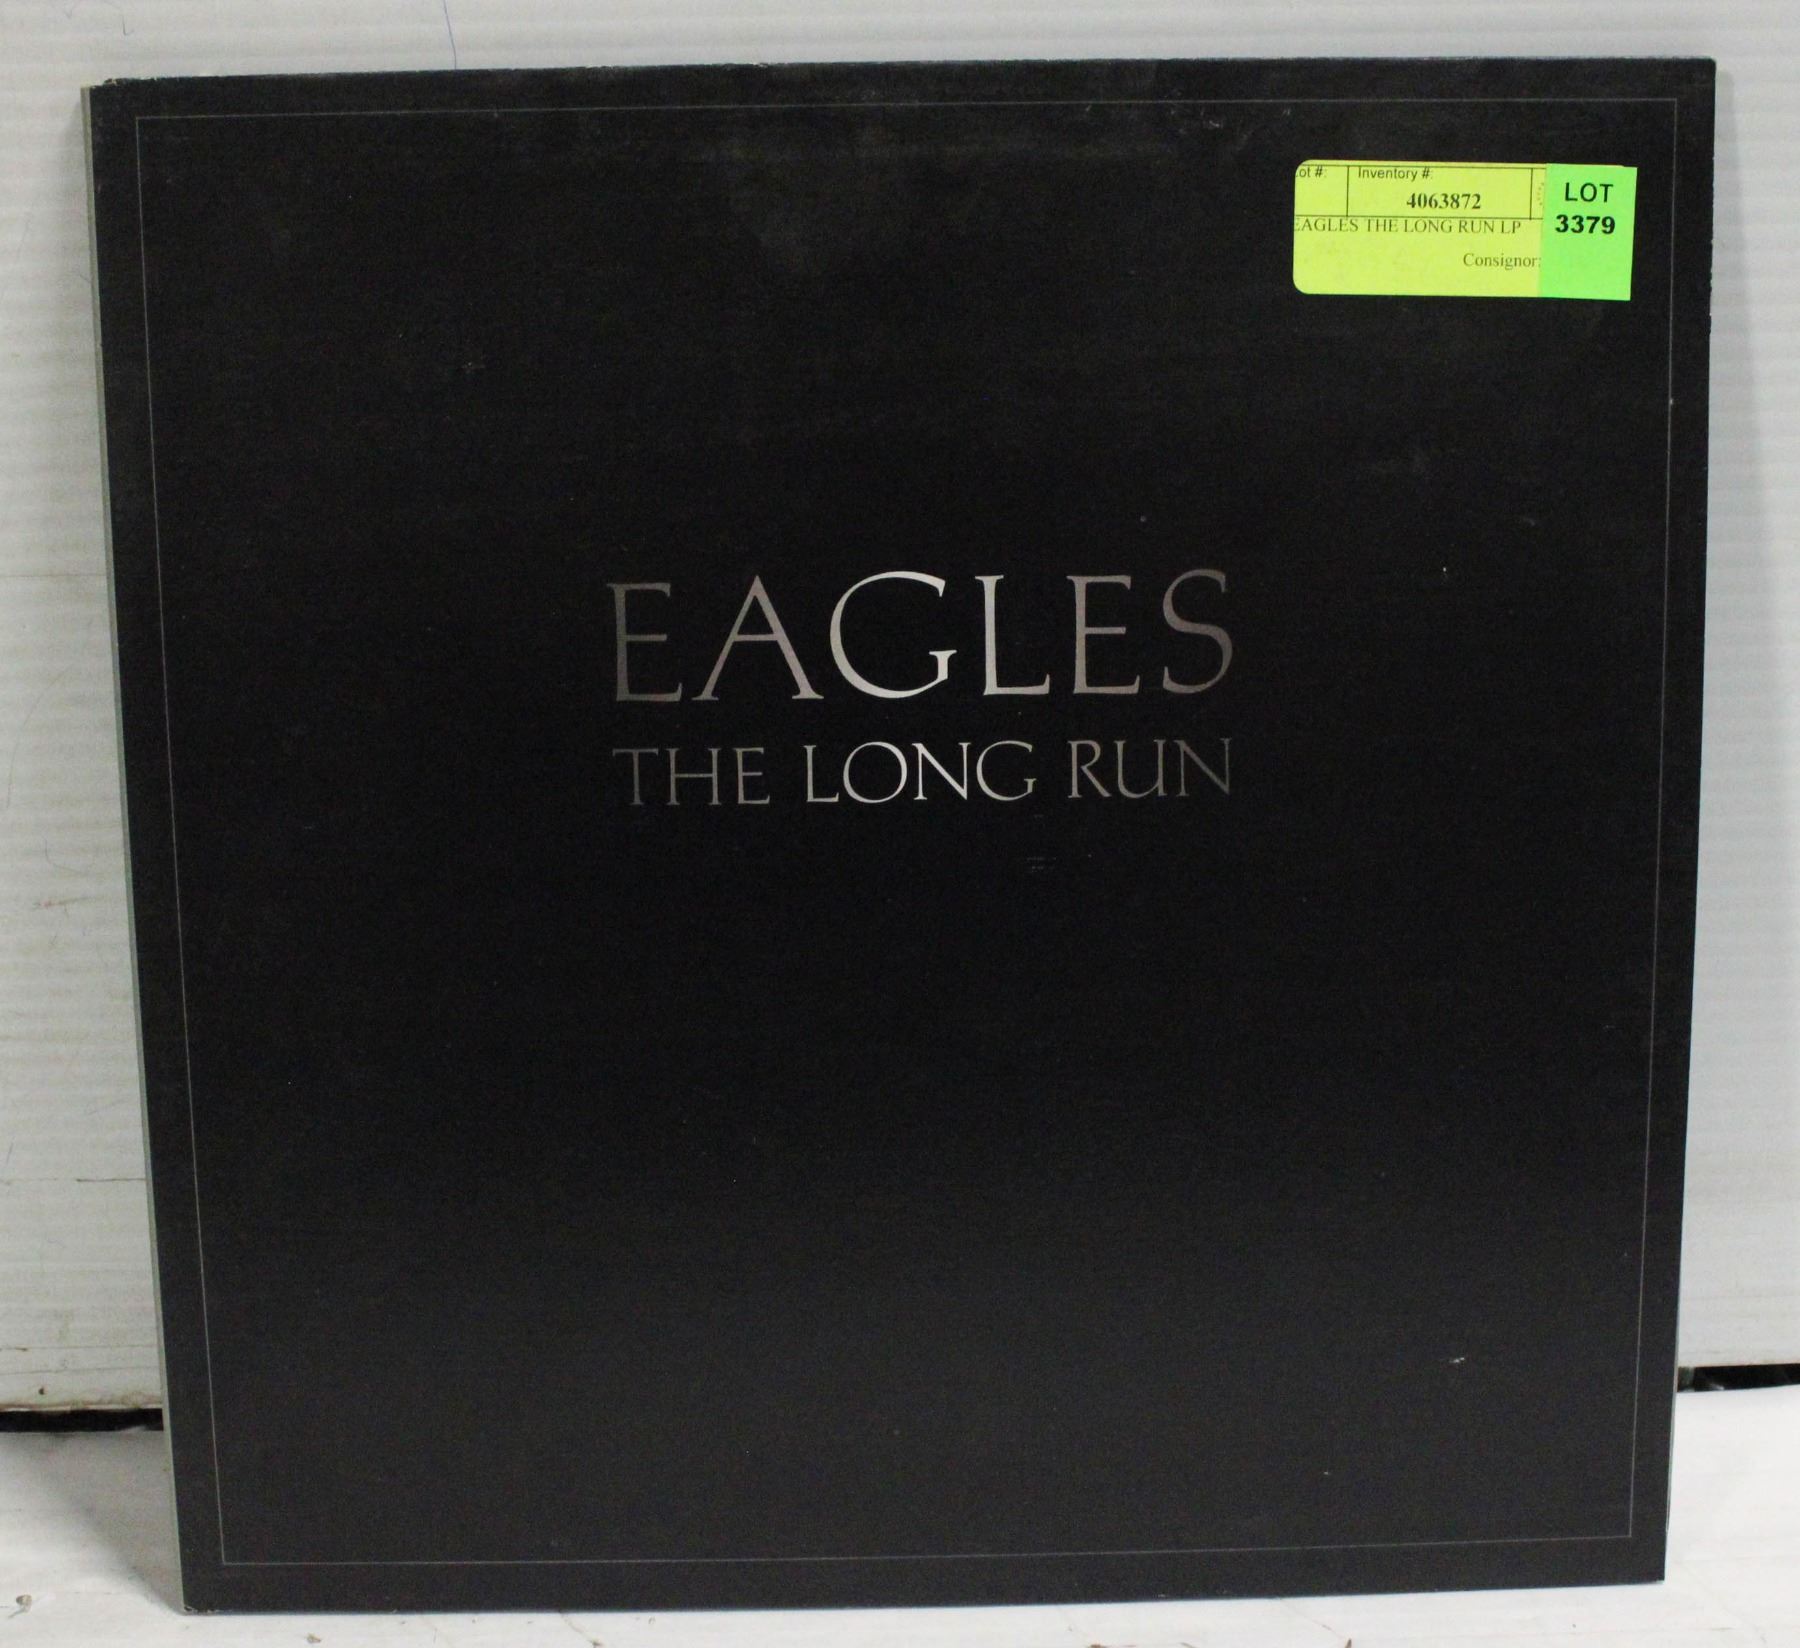 ot #: Inventory #:
4063872
EAGLES THE LONG RUN LP
Consignor:
LOT
3379
EAGLES
THE LONG RUN